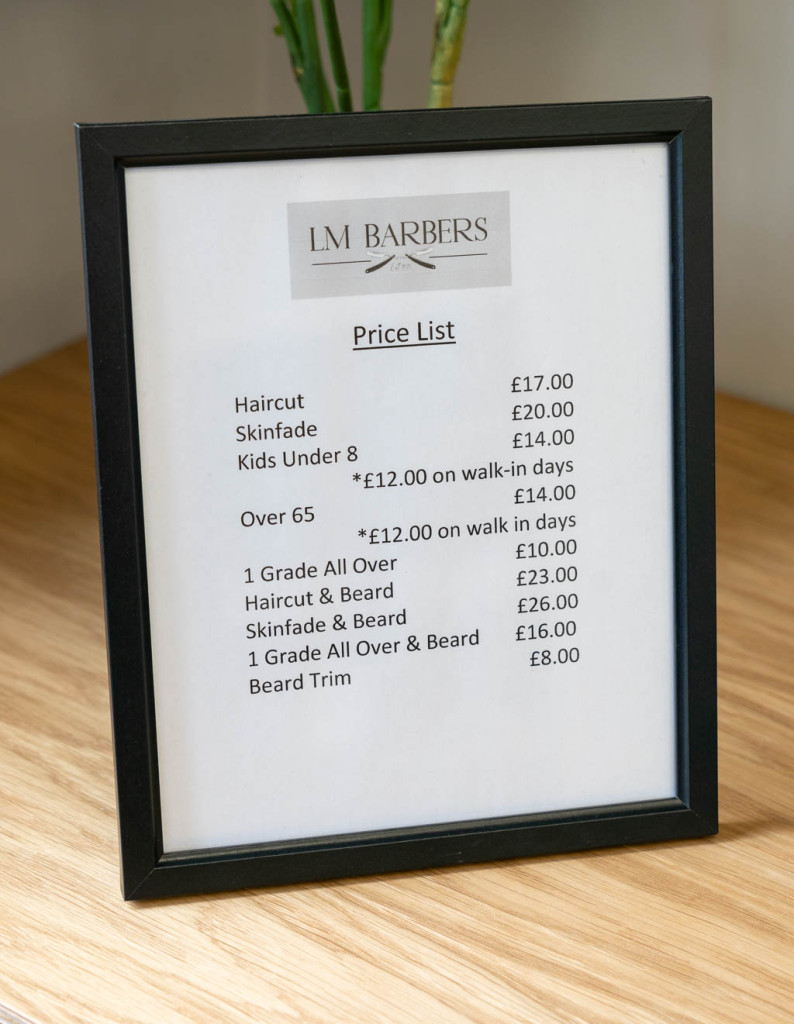 LM BARBERS
Price List
Haircut £17.00
Skinfade £20.00
Kids Under 8 £14.00
*£12.00 on walk-in days
Over 65 £14.00
*£12.00 on walk in days
1 Grade All Over £10.00
Haircut & Beard £23.00
Skinfade & Beard £26.00
1 Grade All Over & Beard £16.00
Beard Trim £8.00